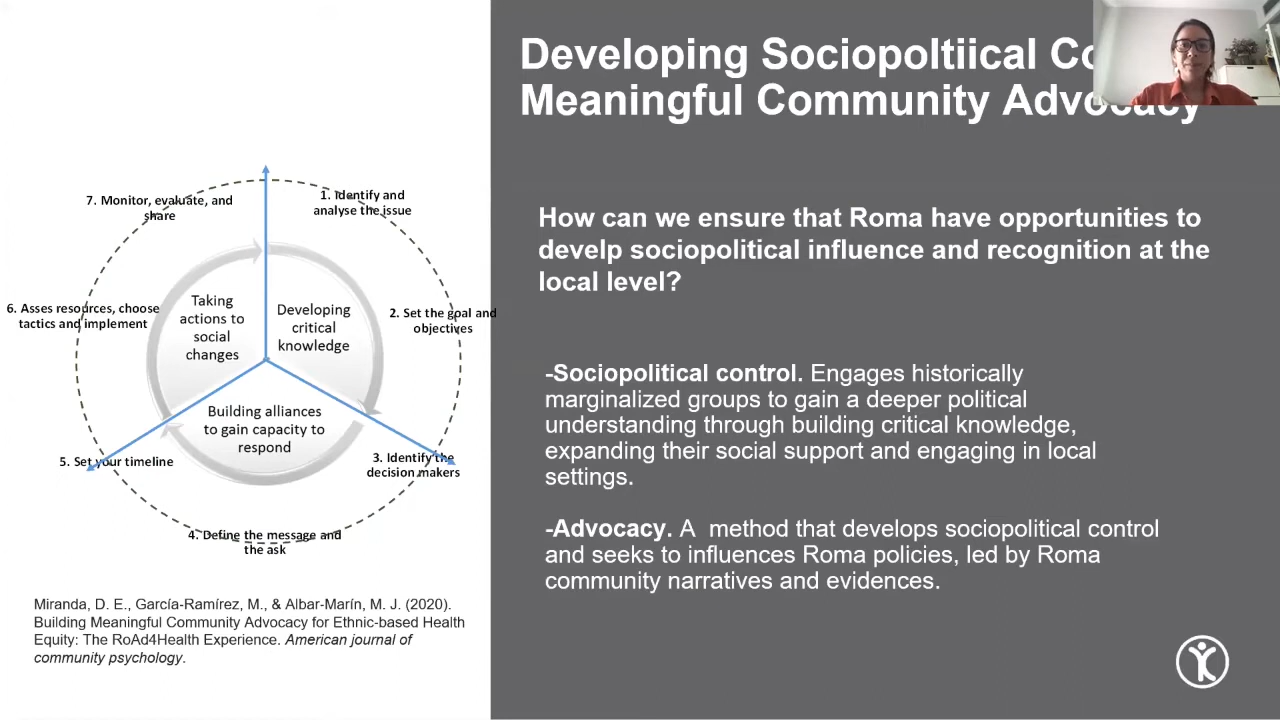 Developing Sociopoltiical Co
Meaningful Community Advocacy
7. Monitor, evaluate, and
share
1. Identify and
analyse the issue
6. Asses resources, choose
tactics and implement
Taking
actions to
social
changes
Developing
critical
knowledge
2. Set the goal and
objectives
Building alliances
to gain capacity to
respond
5. Set your timeline
3. Identify the
decision makers
4. Define the message and
the ask
Miranda, D. E., García-Ramírez, M., & Albar-Marín, M. J. (2020).
Building Meaningful Community Advocacy for Ethnic-based Health
Equity: The RoAd4Health Experience. American journal of
community psychology.
How can we ensure that Roma have opportunities to
develp sociopolitical influence and recognition at the
local level?
-Sociopolitical control. Engages historically
marginalized groups to gain a deeper political
understanding through building critical knowledge,
expanding their social support and engaging in local
settings.
-Advocacy. A method that develops sociopolitical control
and seeks to influences Roma policies, led by Roma
community narratives and evidences.